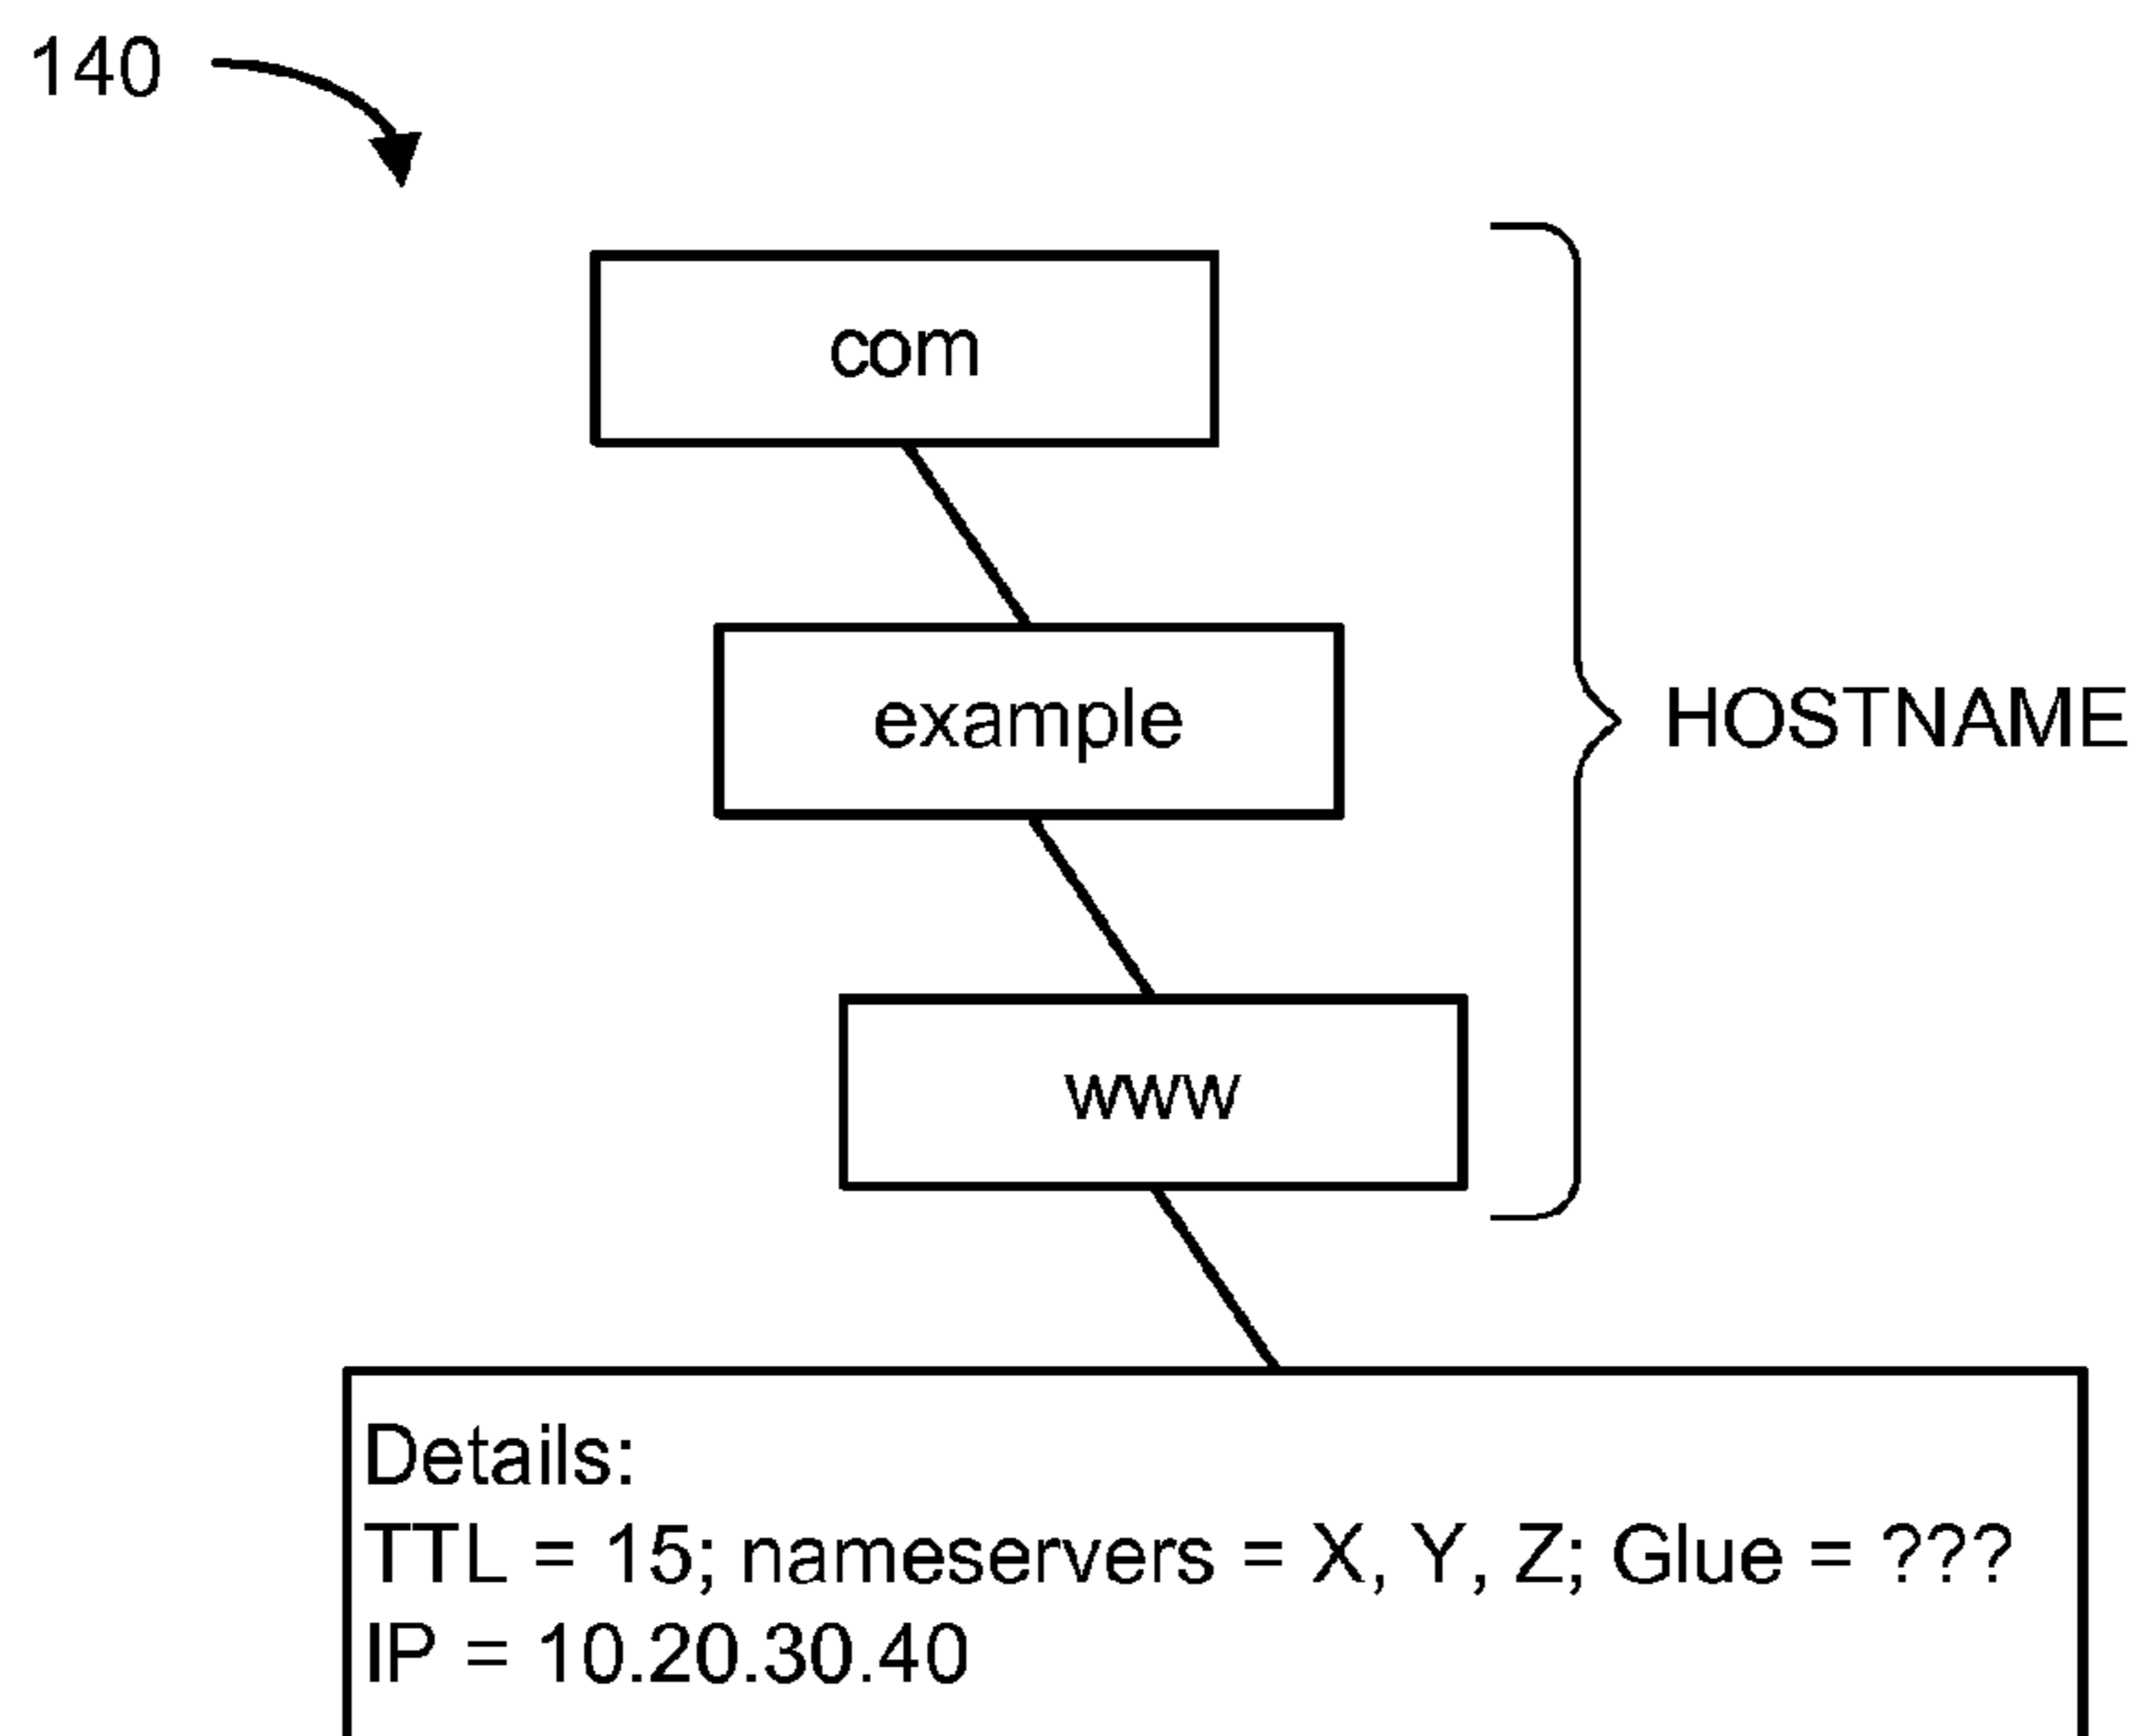 140
com
example
HOSTNAME
www
Details:
TTL = 15; nameservers = X, Y, Z; Glue = ???
IP = 10.20.30.40